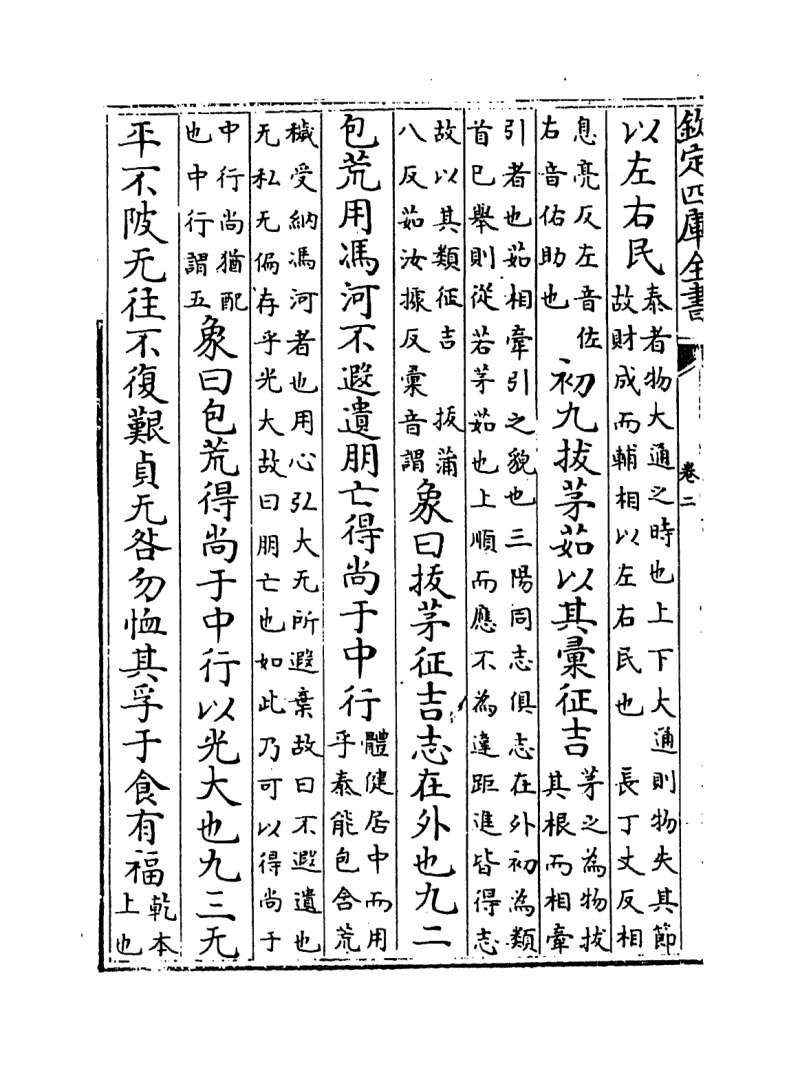 欽定四庫全書
卷二
以左右民泰者物大通之時也上下大通則物失其節故財成而輔相以左右民也 長丁丈反相
息亮反左音佐右音佑助也初九拔茅茹以其彙征吉茅之為物拔其根而相牽
引者也茹相牽引之貌也三陽同志俱志在外初為類首已舉則從若茅茹也上順而應不為違距進皆得志
故以其類征吉 拔蒲八反茹汝據反彙音謂象曰拔茅征吉志在外也九二
包荒用馮河不遐遺朋亡得尚于中行體健居中而用乎泰能包含荒
穢受納馮河者也用心弘大无所遐棄故曰不遐遺也无私无偏存乎光大故曰朋亡也如此乃可以得尚于
中行尚猶配也中行謂五象曰包荒得尚于中行以光大也九三无
平不陂无往不復艱貞无咎勿恤其孚于食有福乾本上也